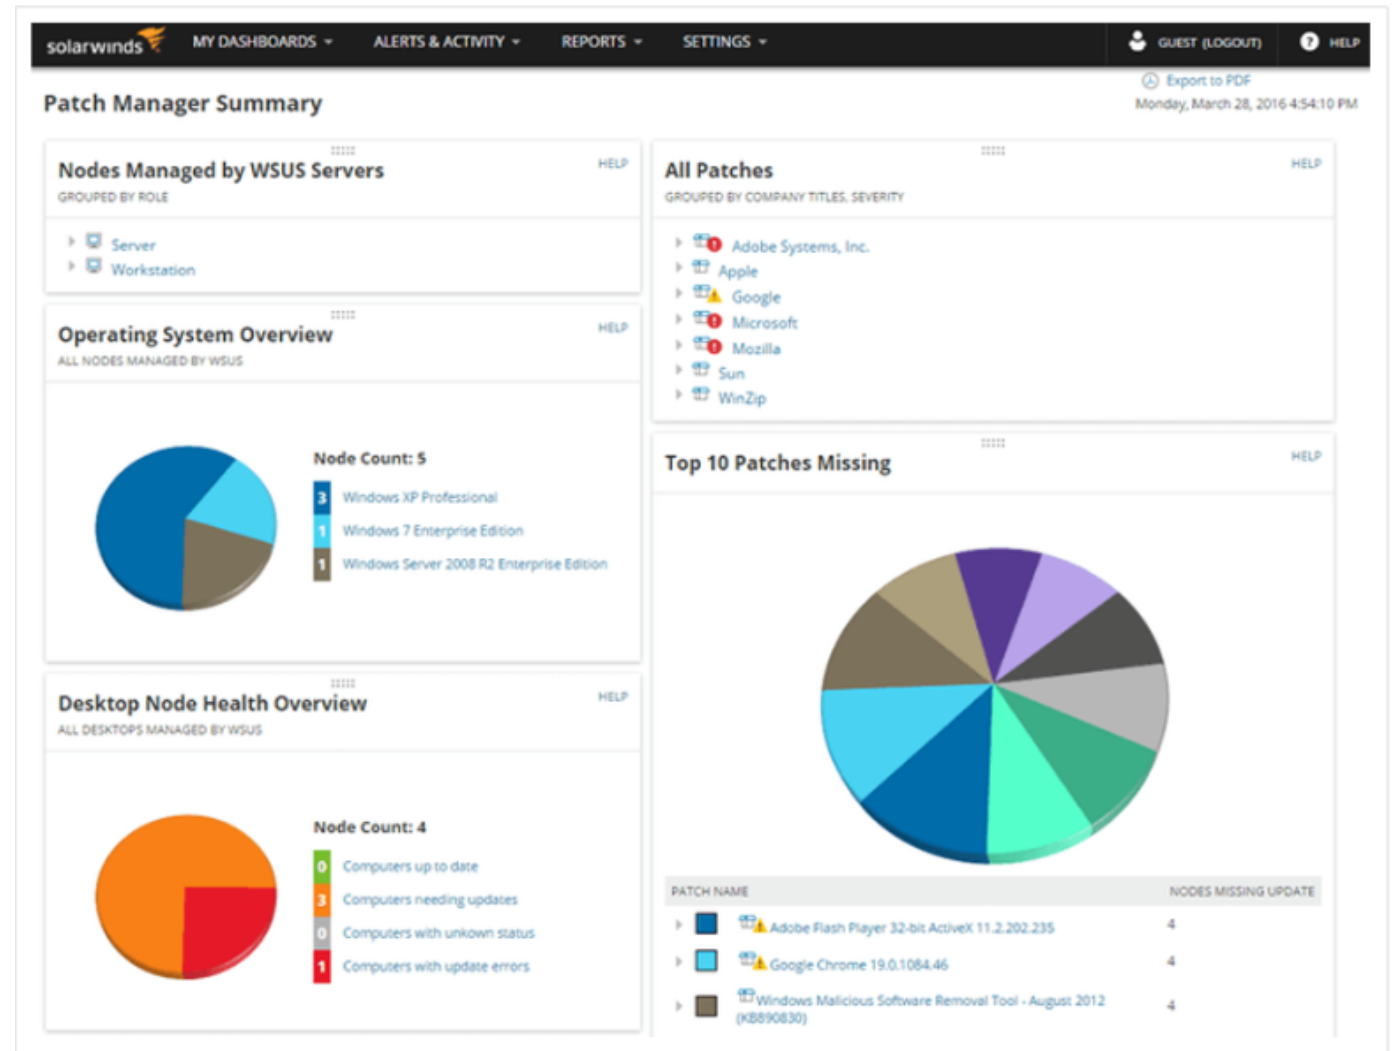 solarwinds MY DASHBOARDS ALERTS & ACTIVITY REPORTS SETTINGS GUEST (LOGOUT) ? HELP
Export to PDF
Patch Manager Summary
Monday, March 28, 2016 4:54:10 PM
Nodes Managed by WSUS Servers
HELP
GROUPED BY ROLE
Server
Workstation
Operating System Overview
HELP
ALL NODES MANAGED BY WSUS
Node Count: 5
3 Windows XP Professional
1 Windows 7 Enterprise Edition
1 Windows Server 2008 R2 Enterprise Edition
Desktop Node Health Overview
HELP
ALL DESKTOPS MANAGED BY WSUS
Node Count: 4
0 Computers up to date
3 Computers needing updates
0 Computers with unkown status
1 Computers with update errors
All Patches
HELP
GROUPED BY COMPANY TITLES, SEVERITY
Adobe Systems, Inc.
Apple
Google
Microsoft
Mozilla
Sun
WinZip
Top 10 Patches Missing
HELP
PATCH NAME NODES MISSING UPDATE
Adobe Flash Player 32-bit ActiveX 11.2.202.235 4
Google Chrome 19.0.1084.46 4
Windows Malicious Software Removal Tool - August 2012 4
(KB890830)